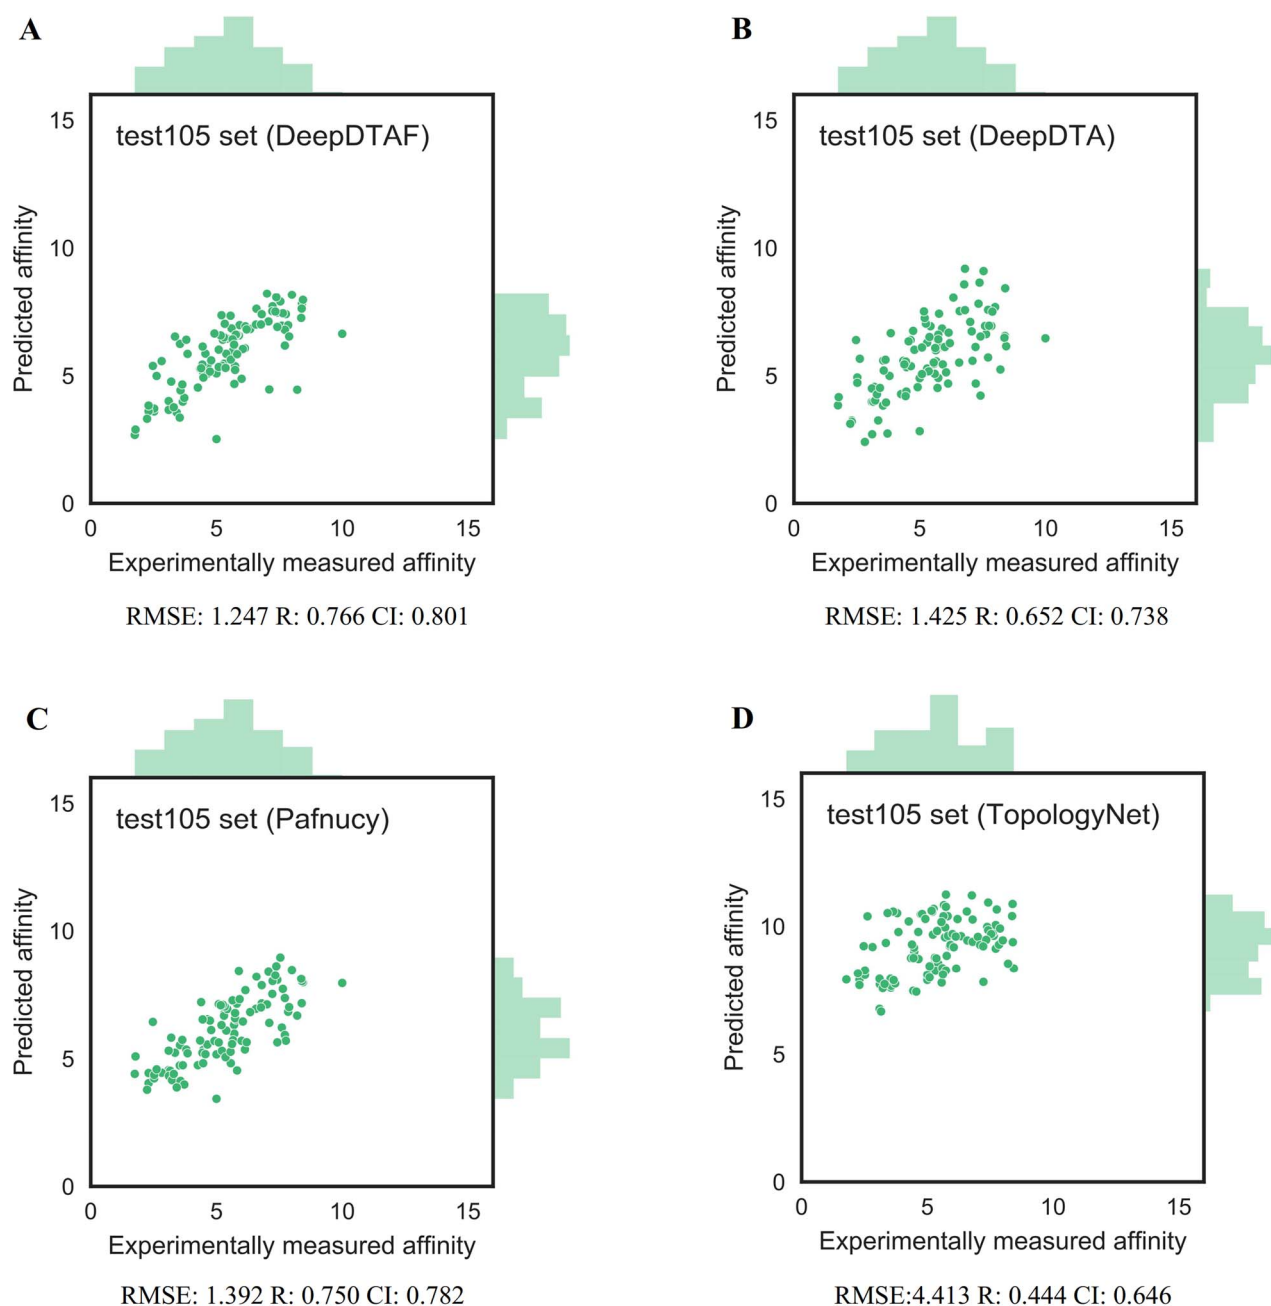 A
test105 set (DeepDTAF)
15
10
5
0
0 5 10 15
Predicted affinity
Experimentally measured affinity
RMSE: 1.247 R: 0.766 CI: 0.801
B
test105 set (DeepDTA)
15
10
5
0
0 5 10 15
Predicted affinity
Experimentally measured affinity
RMSE: 1.425 R: 0.652 CI: 0.738
C
test105 set (Pafnucy)
15
10
5
0
0 5 10 15
Predicted affinity
Experimentally measured affinity
RMSE: 1.392 R: 0.750 CI: 0.782
D
test105 set (TopologyNet)
15
10
5
0
0 5 10 15
Predicted affinity
Experimentally measured affinity
RMSE:4.413 R: 0.444 CI: 0.646